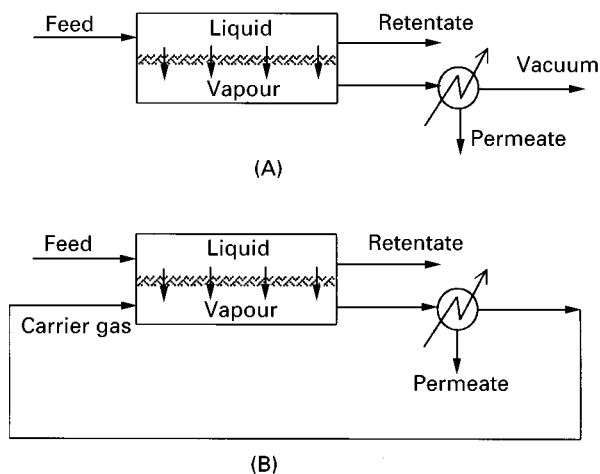 Feed
Liquid
Retentate
Vapour
Vacuum
Permeate
(A)
Feed
Liquid
Retentate
Carrier gas
Vapour
Permeate
(B)